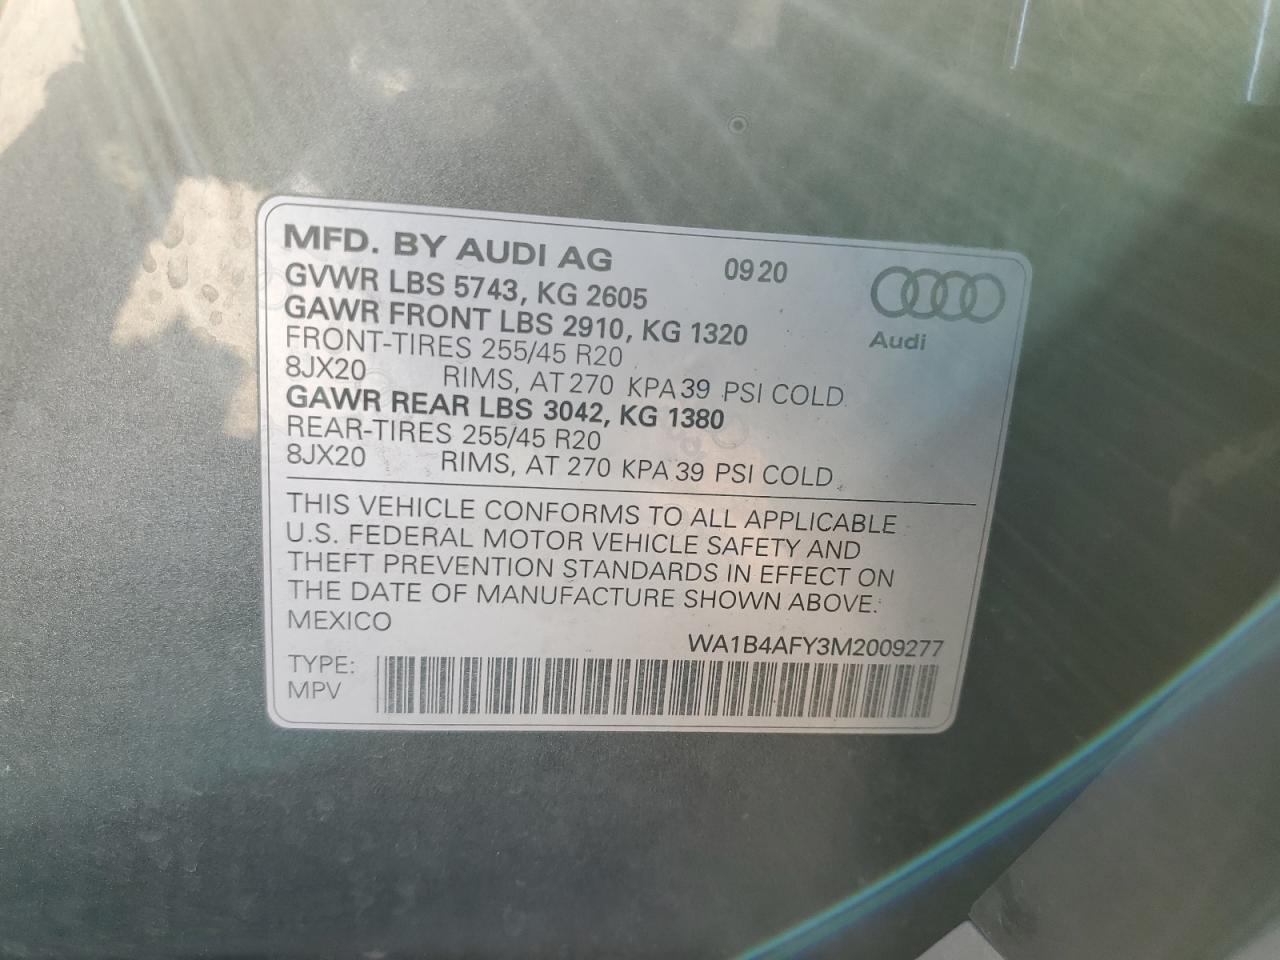 MFD. BY AUDI AG 0920
GVWR LBS 5743, KG 2605
GAWR FRONT LBS 2910, KG 1320
Audi
FRONT-TIRES 255/45 R20
8JX20 RIMS, AT 270 KPA 39 PSI COLD
GAWR REAR LBS 3042, KG 1380
REAR-TIRES 255/45 R20
8JX20 RIMS, AT 270 KPA 39 PSI COLD
THIS VEHICLE CONFORMS TO ALL APPLICABLE
U.S. FEDERAL MOTOR VEHICLE SAFETY AND
THEFT PREVENTION STANDARDS IN EFFECT ON
THE DATE OF MANUFACTURE SHOWN ABOVE.
MEXICO
WA1B4AFY3M2009277
TYPE:
MPV